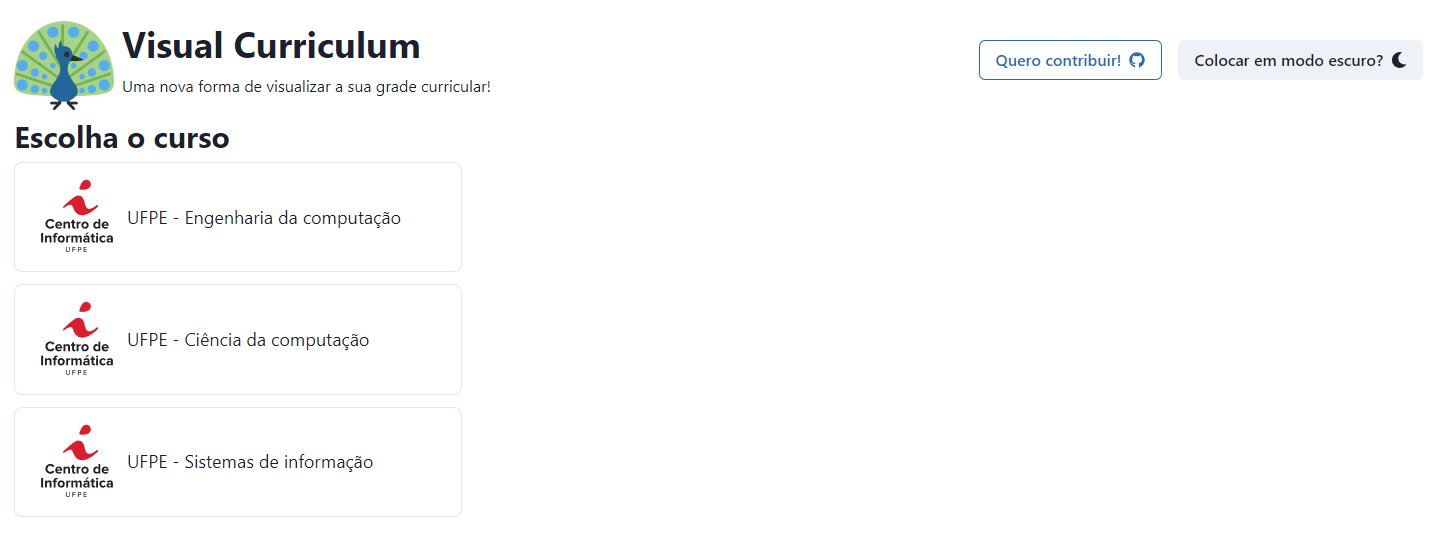 Visual Curriculum
Uma nova forma de visualizar a sua grade curricular!
Quero contribuir!
Colocar em modo escuro?
Escolha o curso
Centro de
Informática
UFPE
UFPE - Engenharia da computação
Centro de
Informática
UFPE
UFPE - Ciência da computação
Centro de
Informática
UFPE
UFPE - Sistemas de informação